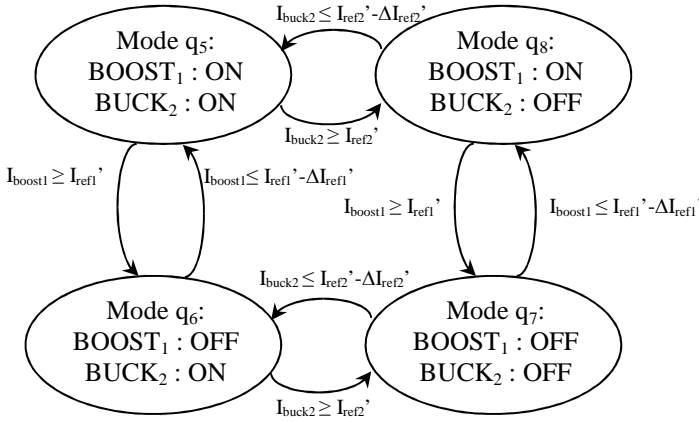 I_buck2 ≤ I_ref2’-ΔI_ref2’
Mode q₅:
BOOST₁ : ON
BUCK₂ : ON
Mode q₈:
BOOST₁ : ON
BUCK₂ : OFF
I_buck2 ≥ I_ref2’
I_boost1 ≥ I_ref1’
I_boost1 ≤ I_ref1’-ΔI_ref1’
I_boost1 ≥ I_ref1’
I_boost1 ≤ I_ref1’-ΔI_ref1’
I_buck2 ≤ I_ref2’-ΔI_ref2’
Mode q₆:
BOOST₁ : OFF
BUCK₂ : ON
Mode q₇:
BOOST₁ : OFF
BUCK₂ : OFF
I_buck2 ≥ I_ref2’